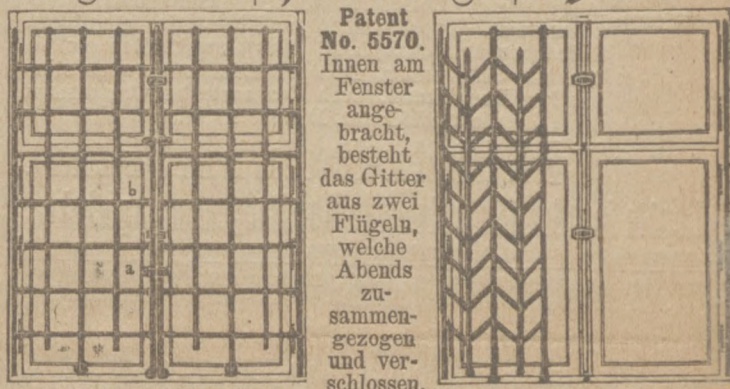 Patent
No. 5570.
Innen am
Fenster
ange-
bracht,
besteht
das Gitter
aus zwei
Flügeln,
welche
Abends
zu-
sammen-
gezogen
und ver-
schlossen,
b
a